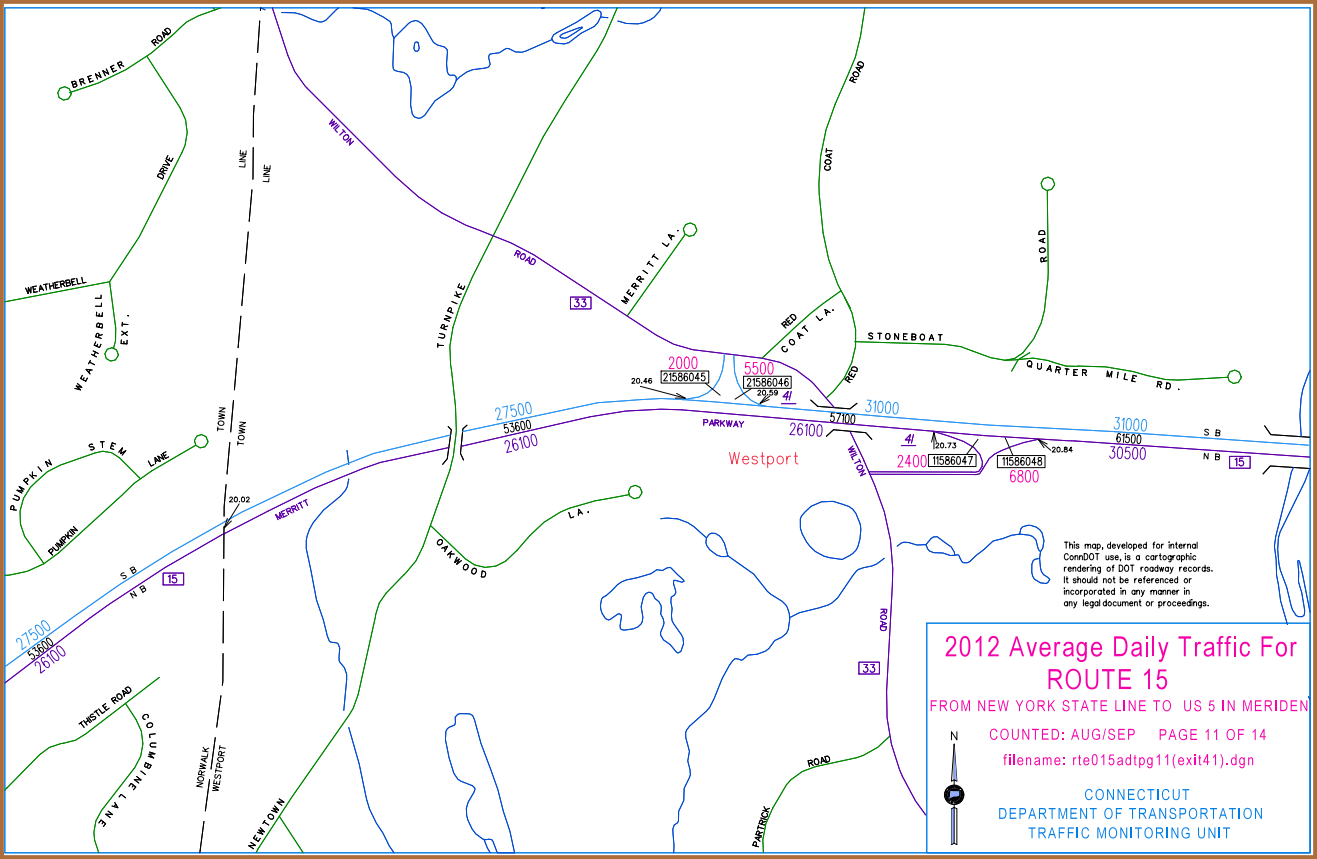 BRENNER
ROAD
DRIVE
WEATHERBELL
WEATHERBELL
EXT.
LINE
LINE
TOWN
TOWN
WILTON
ROAD
33
TURNPIKE
MERRITT LA.
RED
COAT LA.
ROAD
COAT
RED
STONEBOAT
ROAD
QUARTER MILE RD.
2000
21586045
5500
21586046
20.46
20.59
41
27500
53600
26100
PARKWAY
26100
57100
31000
31000
61500
30500
S B
N B
15
41
20.73
2400
11586047
11586048
20.84
6800
Westport
WILTON
PUMPKIN
STEM
LANE
PUMPKIN
20.02
MERRITT
S B
N B
15
27500
53600
26100
OAKWOOD
LA.
THISTLE ROAD
COLUMBINE LANE
NORWALK
WESTPORT
NEWTOWN
ROAD
33
PARTRICK
ROAD
This map, developed for internal
ConnDOT use, is a cartographic
rendering of DOT roadway records.
It should not be referenced or
incorporated in any manner in
any legal document or proceedings.
2012 Average Daily Traffic For
ROUTE 15
FROM NEW YORK STATE LINE TO US 5 IN MERIDEN
COUNTED: AUG/SEP PAGE 11 OF 14
filename: rte015adtpg11(exit41).dgn
N
CONNECTICUT
DEPARTMENT OF TRANSPORTATION
TRAFFIC MONITORING UNIT